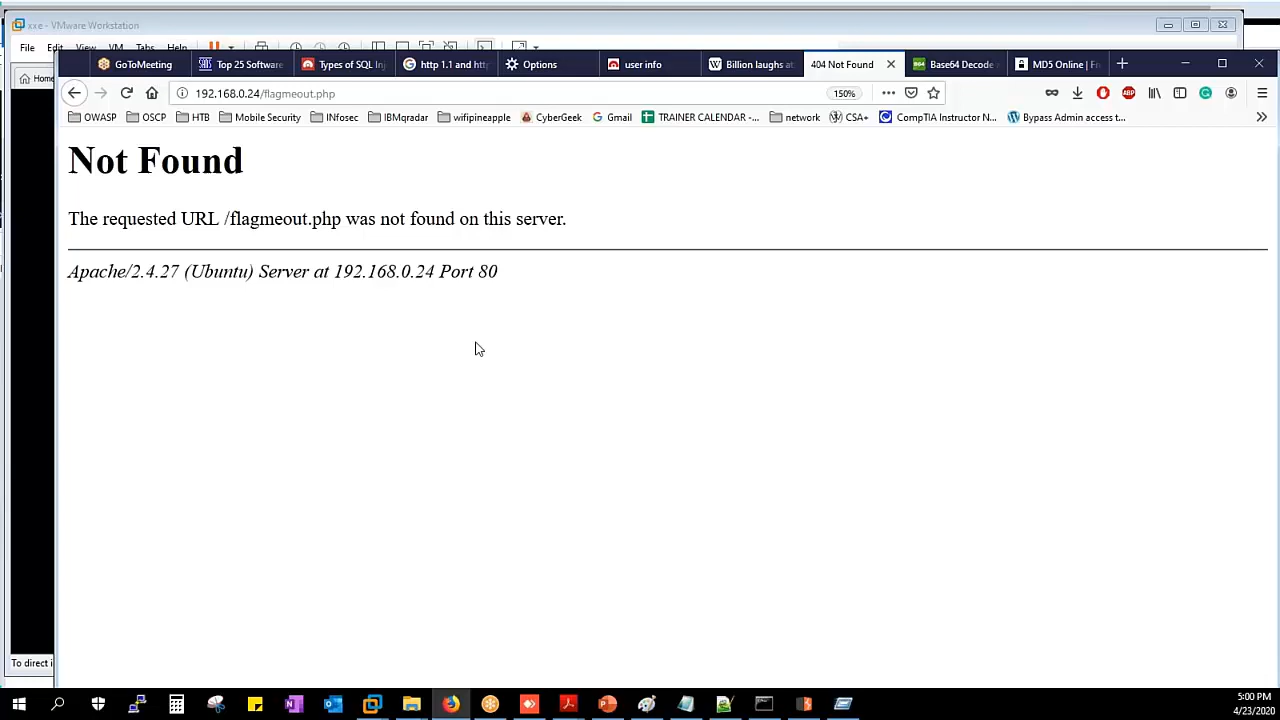 xxe - VMware Workstation
File Edit View VM Tabs Help
Home
GoToMeeting
Top 25 Software
Types of SQL Inj
http 1.1 and htt
Options
user info
Billion laughs at
404 Not Found
Base64 Decode
MD5 Online | Fr
192.168.0.24/flagmeout.php
150%
OWASP
OSCP
HTB
Mobile Security
INfosec
IBMqradar
wifipineapple
CyberGeek
Gmail
TRAINER CALENDAR -...
network
CSA+
CompTIA Instructor N...
Bypass Admin access t...
Not Found
The requested URL /flagmeout.php was not found on this server.
Apache/2.4.27 (Ubuntu) Server at 192.168.0.24 Port 80
To direct i
5:00 PM
4/23/2020